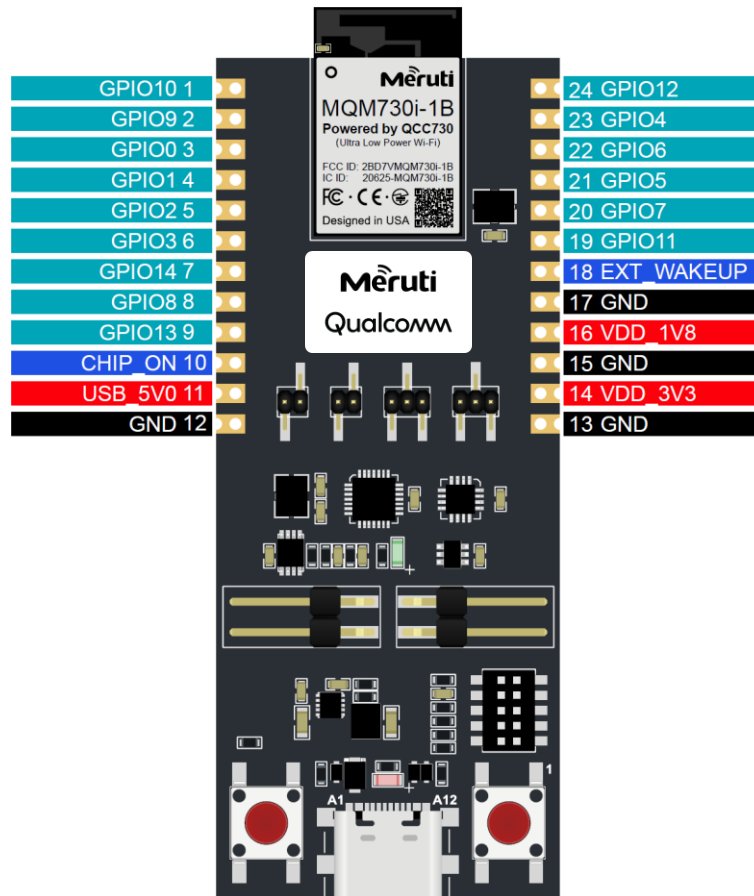 Meruti
MQM730i-1B
Powered by QCC730
(Ultra Low Power Wi-Fi)
FCC ID: 2BD7VMQM730i-1B
IC ID: 20625-MQM730i-1B
FC CE
Designed in USA
GPIO10 1
GPIO9 2
GPIO0 3
GPIO1 4
GPIO2 5
GPIO3 6
GPIO14 7
GPIO8 8
GPIO13 9
CHIP_ON 10
USB_5V0 11
GND 12
24 GPIO12
23 GPIO4
22 GPIO6
21 GPIO5
20 GPIO7
19 GPIO11
18 EXT_WAKEUP
17 GND
16 VDD_1V8
15 GND
14 VDD_3V3
13 GND
Meruti
Qualcomm
+
+
1
A1 A12